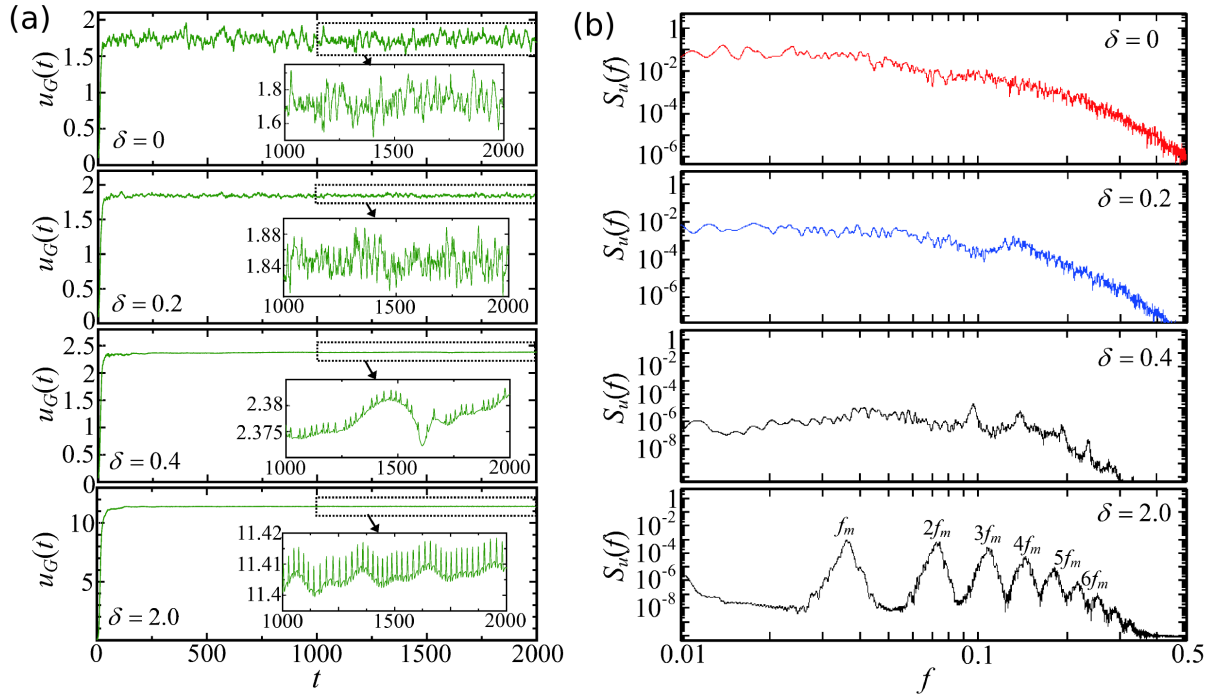 (a)
2
1.5
1
0.5
0
u_G(t)
δ = 0
1.8
1.6
1000 1500 2000
0 500 1000 1500 2000
2
1.5
1
0.5
0
u_G(t)
δ = 0.2
1.88
1.84
1000 1500 2000
2.5
2
1.5
1
0.5
0
u_G(t)
δ = 0.4
2.38
2.375
1000 1500 2000
10
5
0
u_G(t)
δ = 2.0
11.42
11.41
11.4
1000 1500 2000
0 500 1000 1500 2000
t
(b)
1
10^-2
10^-4
10^-6
S_u(f)
δ = 0
1
10^-2
10^-4
10^-6
S_u(f)
δ = 0.2
1
10^-2
10^-4
10^-6
10^-8
S_u(f)
δ = 0.4
1
10^-2
10^-4
10^-6
10^-8
S_u(f)
δ = 2.0
f_m 2f_m 3f_m 4f_m 5f_m 6f_m
0.01 0.1 0.5
f